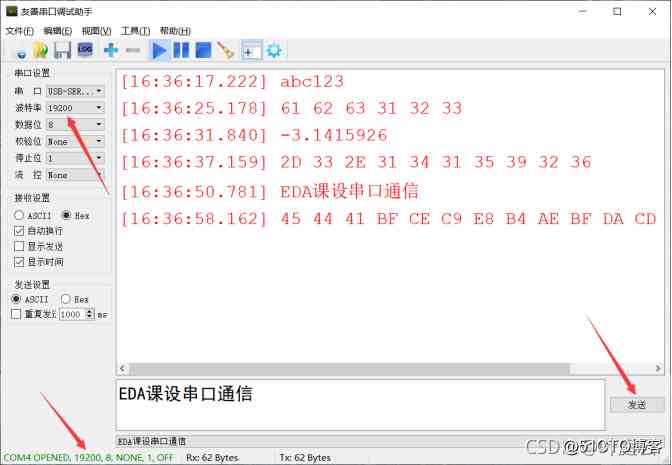 友善串口调试助手
文件(F) 编辑(E) 视图(V) 工具(T) 帮助(H)
LOG
串口设置
串 口 USB-SER...
波特率 19200
数据位 8
校验位 None
停止位 1
流 控 None
接收设置
ASCII Hex
自动换行
显示发送
显示时间
发送设置
ASCII Hex
重复发送 1000 ms
[16:36:17.222] abc123
[16:36:25.178] 61 62 63 31 32 33
[16:36:31.840] -3.1415926
[16:36:37.159] 2D 33 2E 31 34 31 35 39 32 36
[16:36:50.781] EDA课设串口通信
[16:36:58.162] 45 44 41 BF CE C9 E8 B4 AE BF DA CD
EDA课设串口通信
发送
EDA课设串口通信
COM4 OPENED, 19200, 8, NONE, 1, OFF Rx: 62 Bytes Tx: 62 Bytes
CSDN @51CTO博客